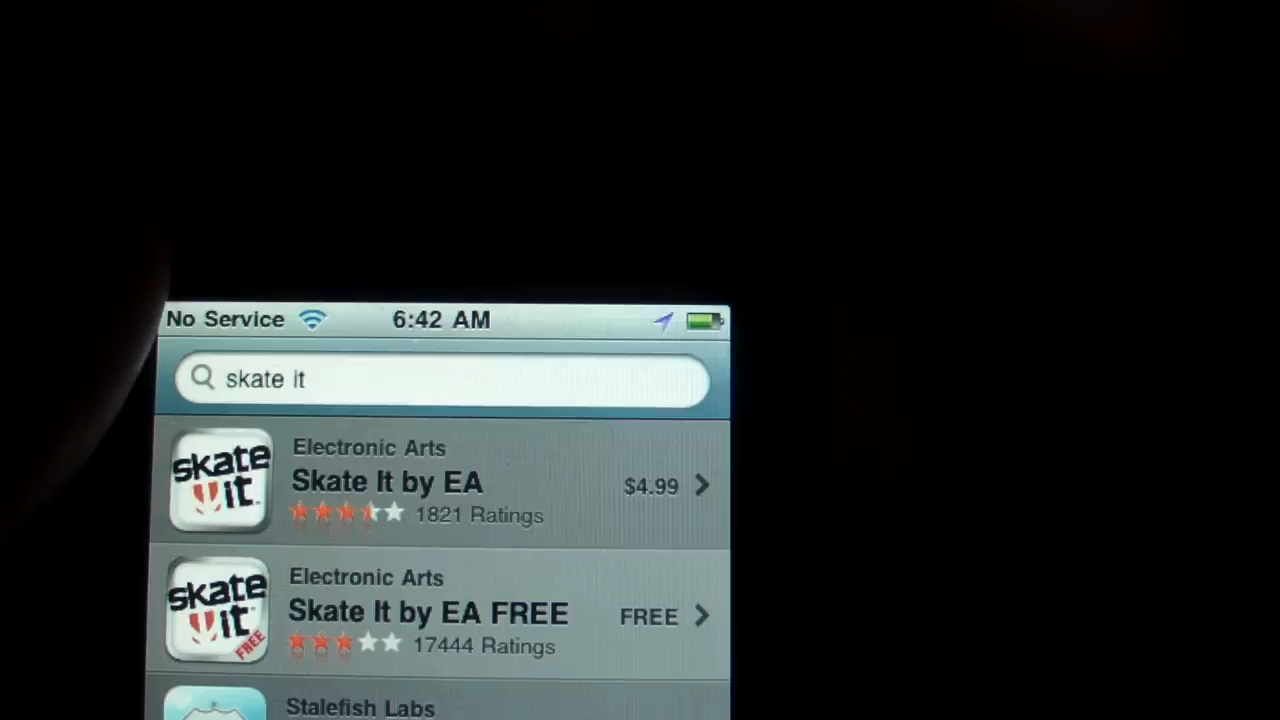 No Service 6:42 AM
skate it
skate it
Electronic Arts
Skate It by EA
$4.99
1821 Ratings
skate it FREE
Electronic Arts
Skate It by EA FREE
FREE
17444 Ratings
Stalefish Labs